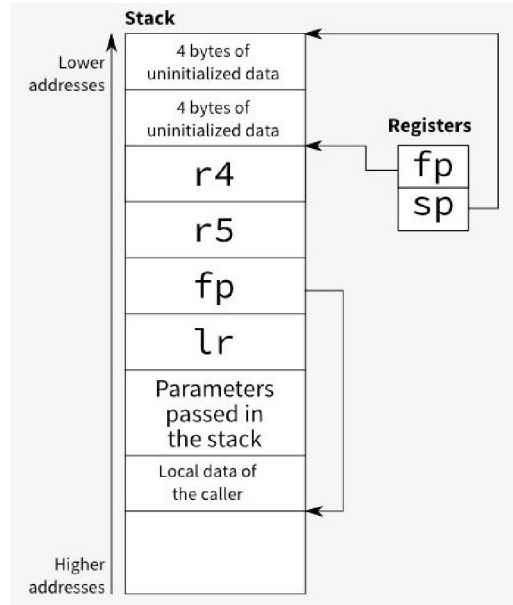 Stack
Lower
addresses
4 bytes of
uninitialized data
4 bytes of
uninitialized data
Registers
fp
sp
r4
r5
fp
lr
Parameters
passed in
the stack
Local data of
the caller
Higher
addresses